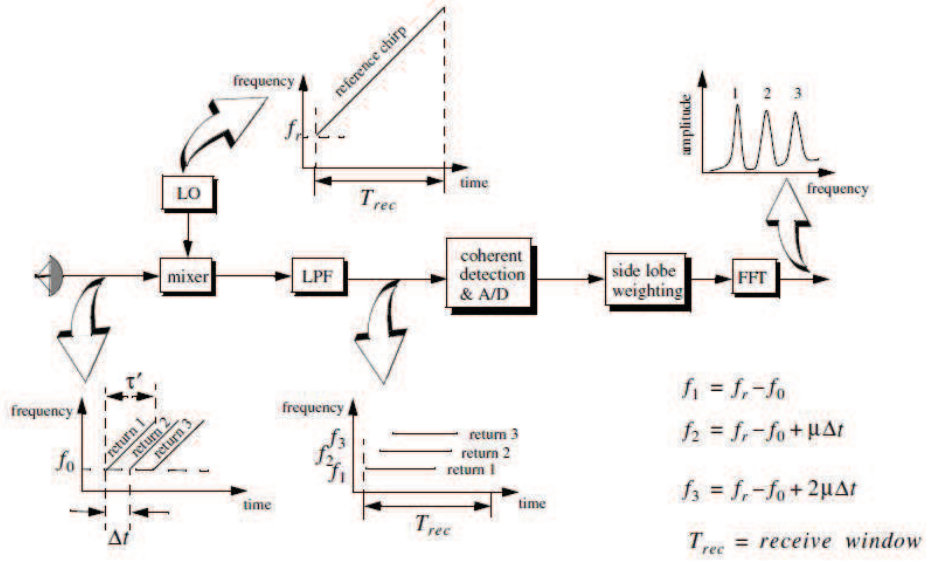 frequency
reference chirp
f_r
time
T_rec
amplitude
1 2 3
frequency
LO
mixer
LPF
coherent
detection
& A/D
side lobe
weighting
FFT
τ′
frequency
return 1
return 2
return 3
f_0
time
Δt
frequency
f_3
f_2
f_1
return 3
return 2
return 1
time
T_rec
f_1 = f_r − f_0
f_2 = f_r − f_0 + μΔt
f_3 = f_r − f_0 + 2μΔt
T_rec = receive window